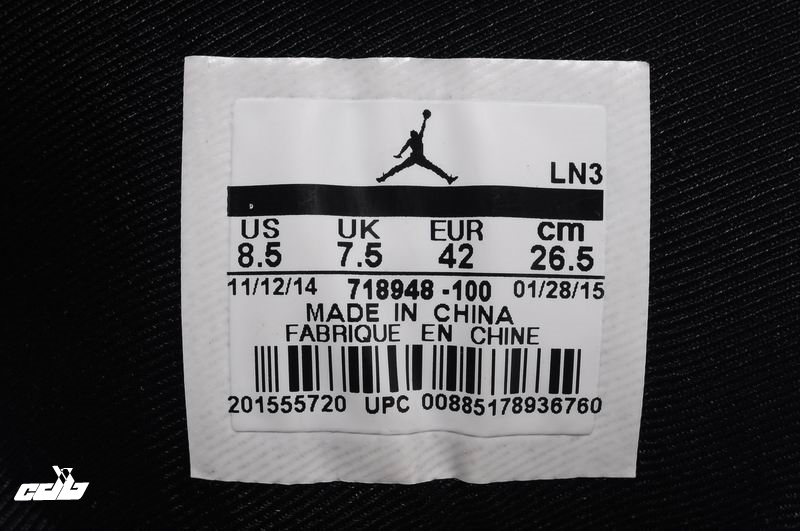 LN3
US UK EUR cm
8.5 7.5 42 26.5
11/12/14 718948 -100 01/28/15
MADE IN CHINA
FABRIQUE EN CHINE
201555720 UPC 00885178936760
cdb